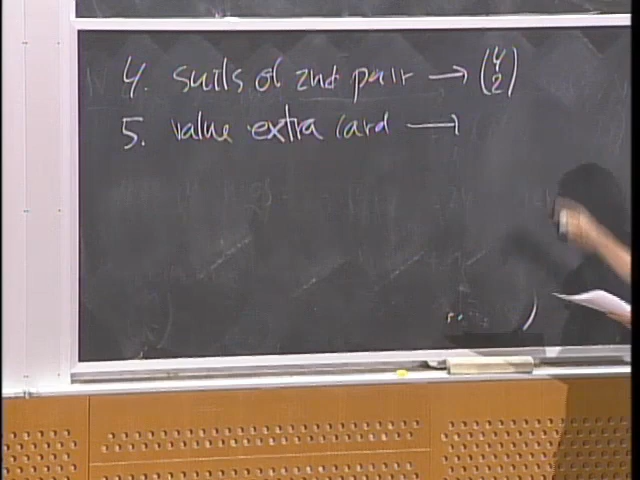 4. suits of 2nd pair → (4 2)
5. value extra card →